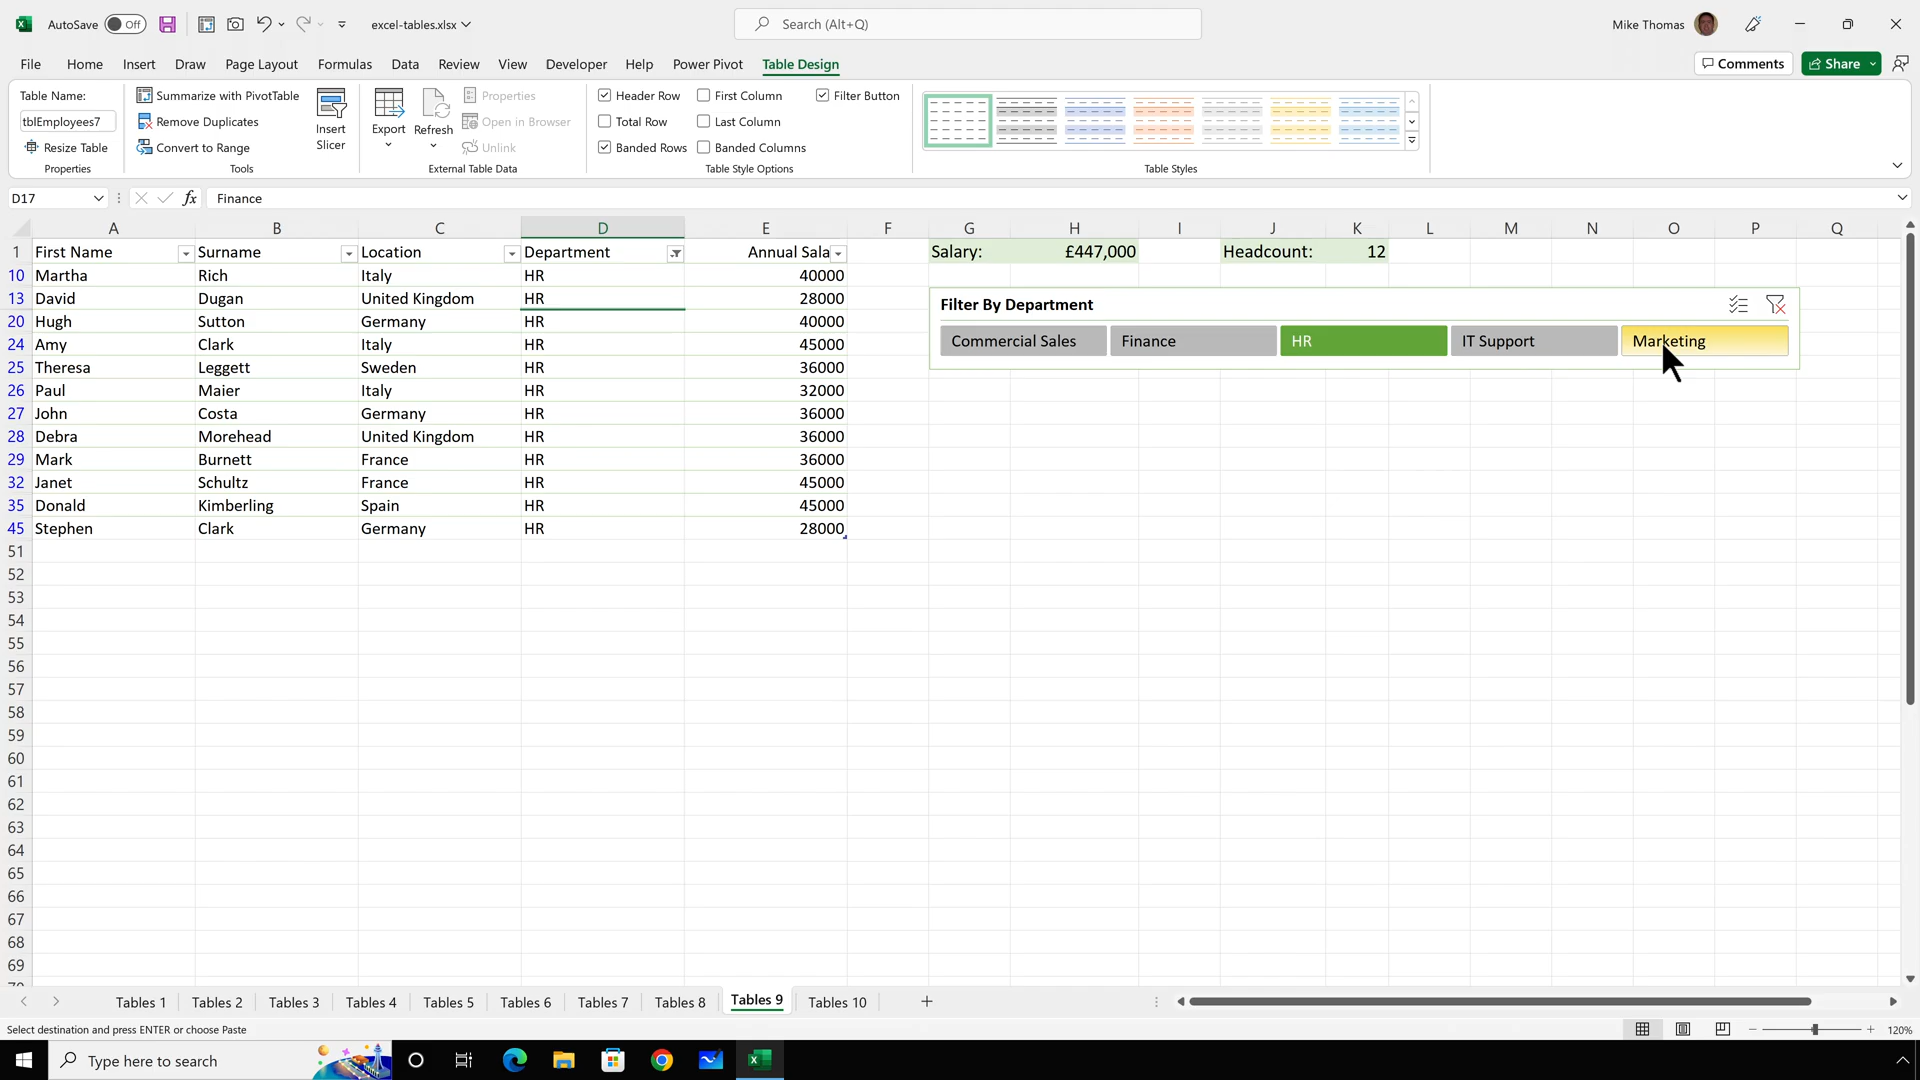 AutoSave Off excel-tables.xlsx Search (Alt+Q) Mike Thomas
File Home Insert Draw Page Layout Formulas Data Review View Developer Help Power Pivot Table Design Comments Share
Table Name: Summarize with PivotTable Properties Header Row First Column Filter Button
tblEmployees7 Remove Duplicates Insert Slicer Export Refresh Open in Browser Total Row Last Column
Resize Table Convert to Range Unlink Banded Rows Banded Columns
Properties Tools External Table Data Table Style Options Table Styles
D17 fx Finance
A B C D E F G H I J K L M N O P Q
1 First Name Surname Location Department Annual Sala Salary: £447,000 Headcount: 12
10 Martha Rich Italy HR 40000
13 David Dugan United Kingdom HR 28000 Filter By Department
20 Hugh Sutton Germany HR 40000
24 Amy Clark Italy HR 45000 Commercial Sales Finance HR IT Support Marketing
25 Theresa Leggett Sweden HR 36000
26 Paul Maier Italy HR 32000
27 John Costa Germany HR 36000
28 Debra Morehead United Kingdom HR 36000
29 Mark Burnett France HR 36000
32 Janet Schultz France HR 45000
35 Donald Kimberling Spain HR 45000
45 Stephen Clark Germany HR 28000
51
52
53
54
55
56
57
58
59
60
61
62
63
64
65
66
67
68
69
Tables 1 Tables 2 Tables 3 Tables 4 Tables 5 Tables 6 Tables 7 Tables 8 Tables 9 Tables 10
Select destination and press ENTER or choose Paste 120%
Type here to search